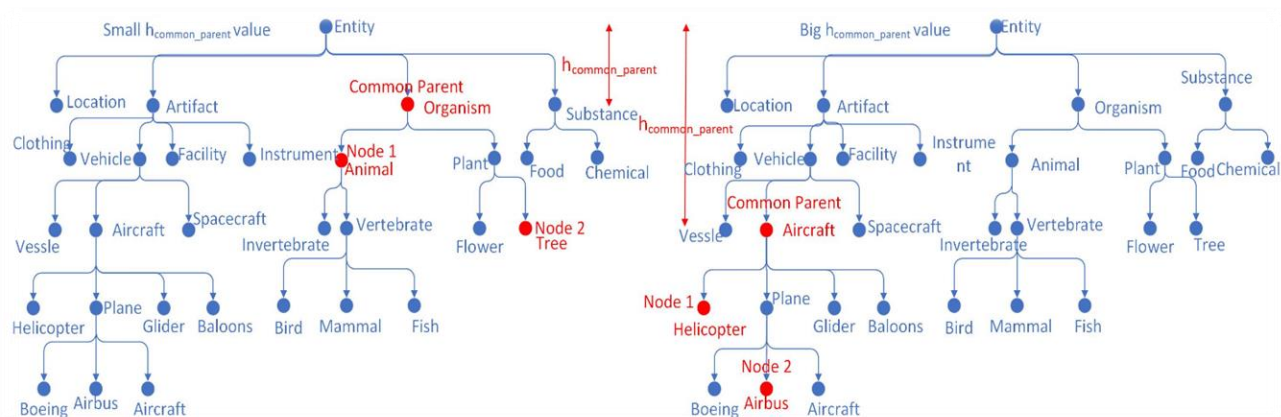 Small h_common_parent value
Entity
h_common_parent
Location
Artifact
Common Parent
Organism
Substance
Clothing
Vehicle
Facility
Instrument
Node 1
Animal
Plant
Food
Chemical
Vessle
Aircraft
Spacecraft
Invertebrate
Vertebrate
Flower
Node 2
Tree
Helicopter
Plane
Glider
Baloons
Bird
Mammal
Fish
Boeing
Airbus
Aircraft
Big h_common_parent value
Entity
h_common_parent
Location
Artifact
Organism
Substance
Clothing
Vehicle
Facility
Instrume
nt
Animal
Plant
Food
Chemical
Common Parent
Vessle
Aircraft
Spacecraft
Invertebrate
Vertebrate
Flower
Tree
Node 1
Helicopter
Plane
Glider
Baloons
Bird
Mammal
Fish
Node 2
Boeing
Airbus
Aircraft